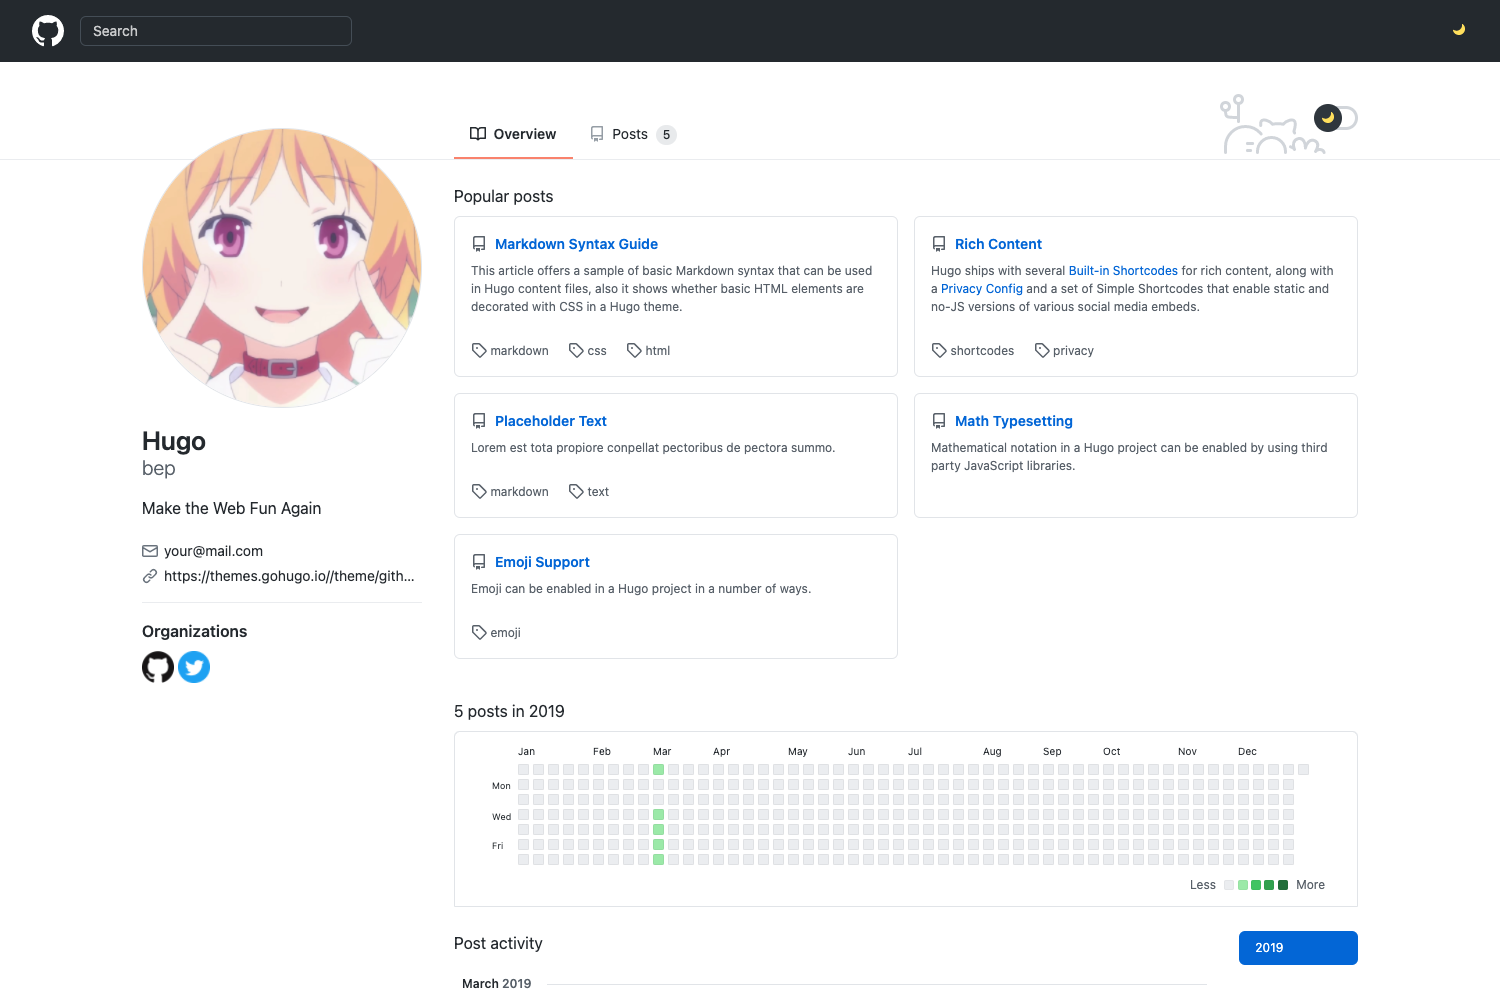 Search
Overview
Posts 5
Hugo
bep
Make the Web Fun Again
your@mail.com
https://themes.gohugo.io//theme/gith...
Organizations
Popular posts
Markdown Syntax Guide
This article offers a sample of basic Markdown syntax that can be used
in Hugo content files, also it shows whether basic HTML elements are
decorated with CSS in a Hugo theme.
markdown css html
Rich Content
Hugo ships with several Built-in Shortcodes for rich content, along with
a Privacy Config and a set of Simple Shortcodes that enable static and
no-JS versions of various social media embeds.
shortcodes privacy
Placeholder Text
Lorem est tota propiore conpellat pectoribus de pectora summo.
markdown text
Math Typesetting
Mathematical notation in a Hugo project can be enabled by using third
party JavaScript libraries.
Emoji Support
Emoji can be enabled in a Hugo project in a number of ways.
emoji
5 posts in 2019
Jan Feb Mar Apr May Jun Jul Aug Sep Oct Nov Dec
Mon
Wed
Fri
Less More
Post activity
2019
March 2019